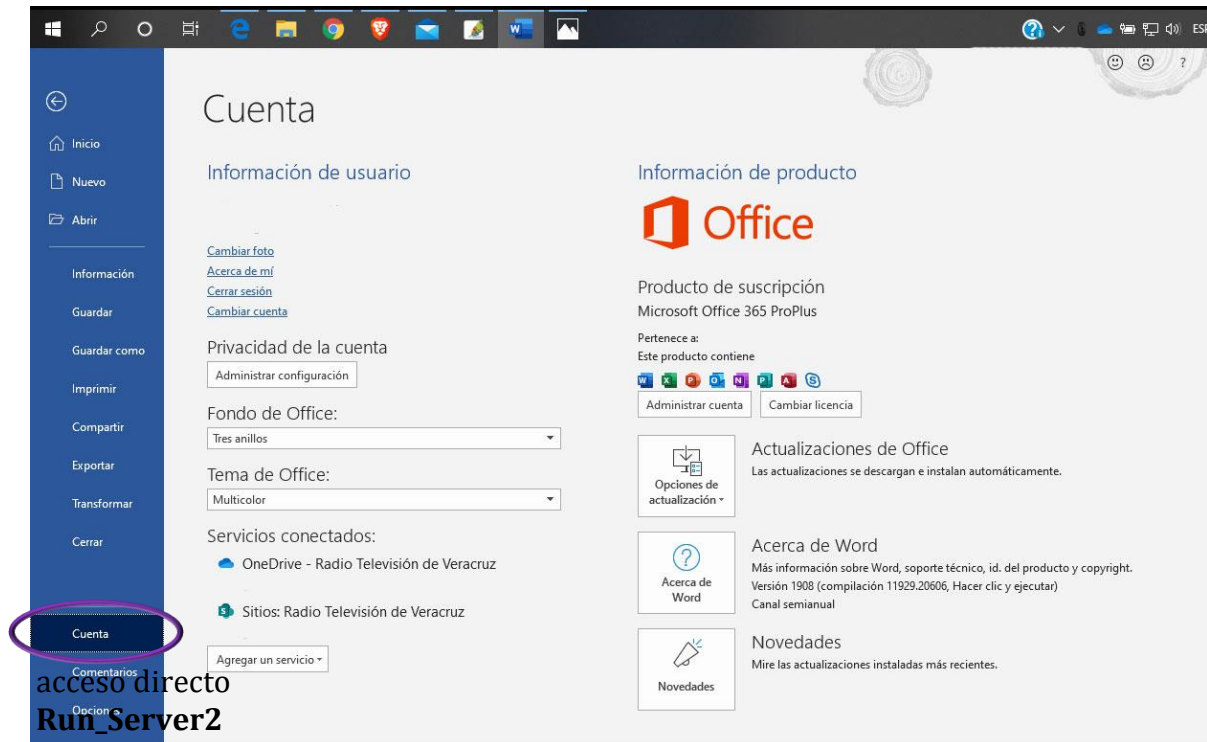 ESP
?
Cuenta
Inicio
Nuevo
Abrir
Información
Guardar
Guardar como
Imprimir
Compartir
Exportar
Transformar
Cerrar
Cuenta
Comentarios
Opciones
acceso directo
Run_Server2
Información de usuario
Cambiar foto
Acerca de mí
Cerrar sesión
Cambiar cuenta
Privacidad de la cuenta
Administrar configuración
Fondo de Office:
Tres anillos
Tema de Office:
Multicolor
Servicios conectados:
OneDrive - Radio Televisión de Veracruz
Sitios: Radio Televisión de Veracruz
Agregar un servicio
Información de producto
Office
Producto de suscripción
Microsoft Office 365 ProPlus
Pertenece a:
Este producto contiene
Administrar cuenta
Cambiar licencia
Opciones de
actualización
Actualizaciones de Office
Las actualizaciones se descargan e instalan automáticamente.
Acerca de
Word
Acerca de Word
Más información sobre Word, soporte técnico, id. del producto y copyright.
Versión 1908 (compilación 11929.20606, Hacer clic y ejecutar)
Canal semianual
Novedades
Novedades
Mire las actualizaciones instaladas más recientes.